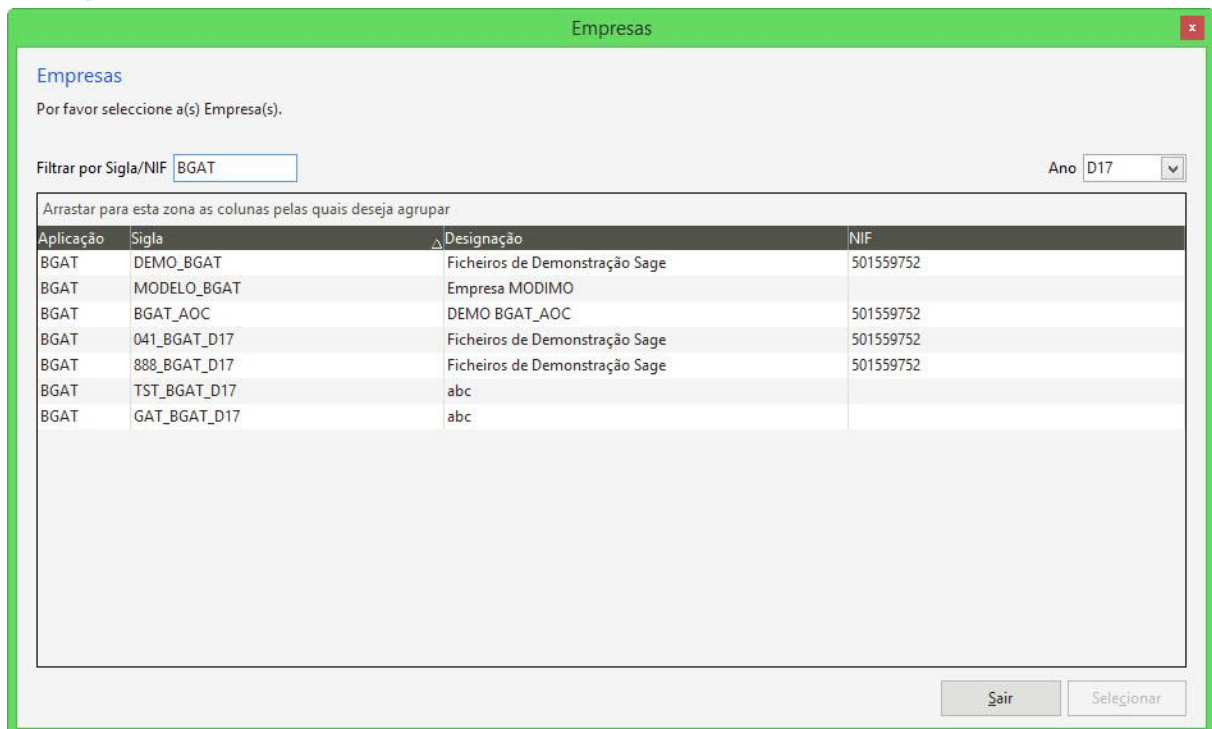 Empresas
x
Empresas
Por favor seleccione a(s) Empresa(s).
Filtrar por Sigla/NIF BGAT Ano D17
Arrastar para esta zona as colunas pelas quais deseja agrupar
Aplicação Sigla Designação NIF
BGAT DEMO_BGAT Ficheiros de Demonstração Sage 501559752
BGAT MODELO_BGAT Empresa MODIMO
BGAT BGAT_AOC DEMO BGAT_AOC 501559752
BGAT 041_BGAT_D17 Ficheiros de Demonstração Sage 501559752
BGAT 888_BGAT_D17 Ficheiros de Demonstração Sage 501559752
BGAT TST_BGAT_D17 abc
BGAT GAT_BGAT_D17 abc
Sair Selecionar